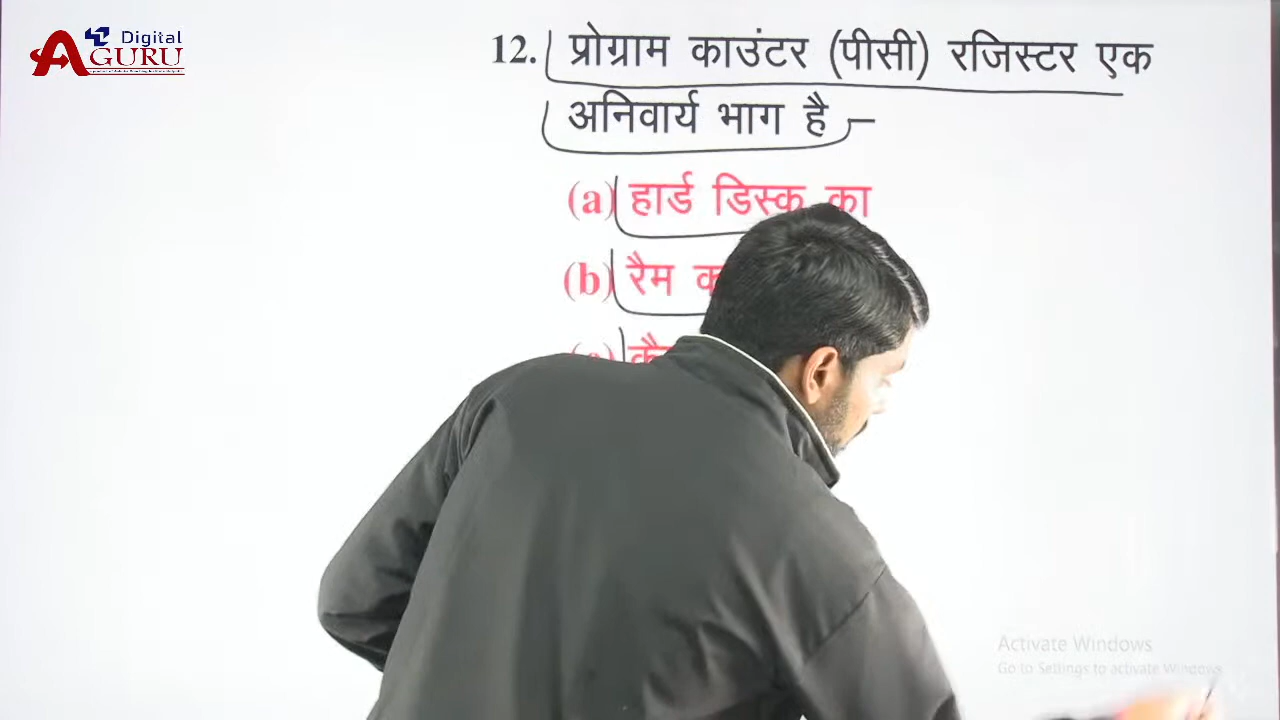 Digital
A GURU
12. प्रोग्राम काउंटर (पीसी) रजिस्टर एक
अनिवार्य भाग है –
(a) हार्ड डिस्क का
(b) रैम
Activate Windows
Go to Settings to activate Windows